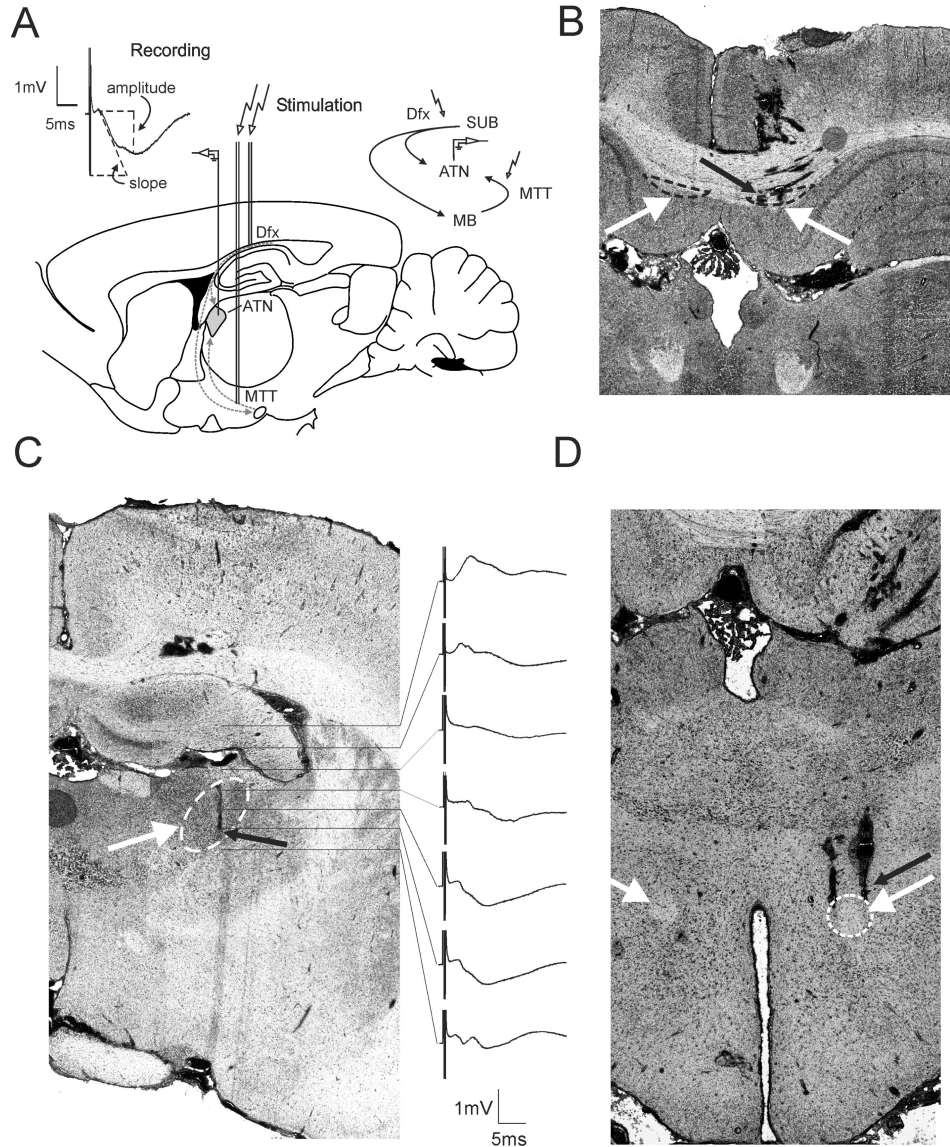 A
Recording
1mV
5ms
amplitude
slope
Stimulation
Dfx
SUB
ATN
MTT
MB
Dfx
ATN
MTT
B
C
D
1mV
5ms